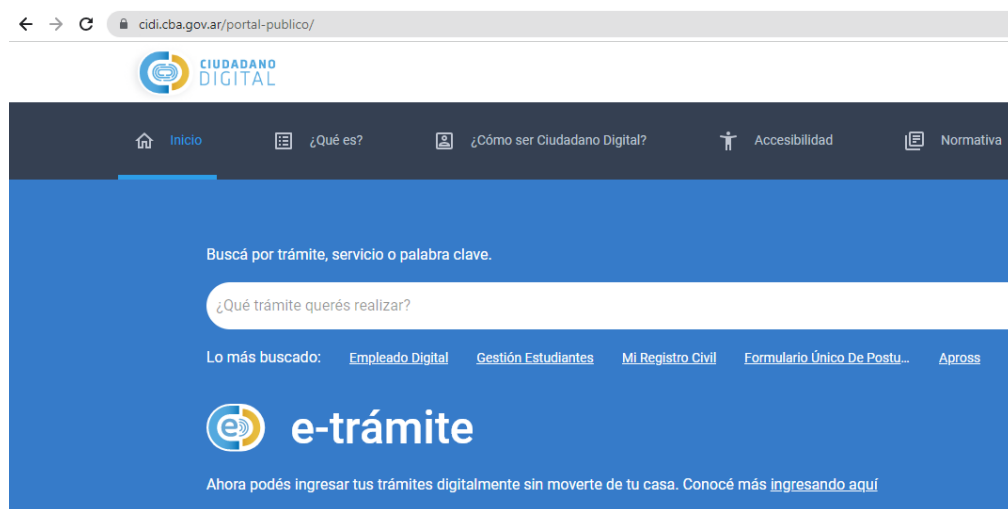 cidi.cba.gov.ar/portal-publico/
CIUDADANO
DIGITAL
Inicio ¿Qué es? ¿Cómo ser Ciudadano Digital? Accesibilidad Normativa
Buscá por trámite, servicio o palabra clave.
¿Qué trámite querés realizar?
Lo más buscado: Empleado Digital Gestión Estudiantes Mi Registro Civil Formulario Único De Postu... Apross
e e-trámite
Ahora podés ingresar tus trámites digitalmente sin moverte de tu casa. Conocé más ingresando aquí